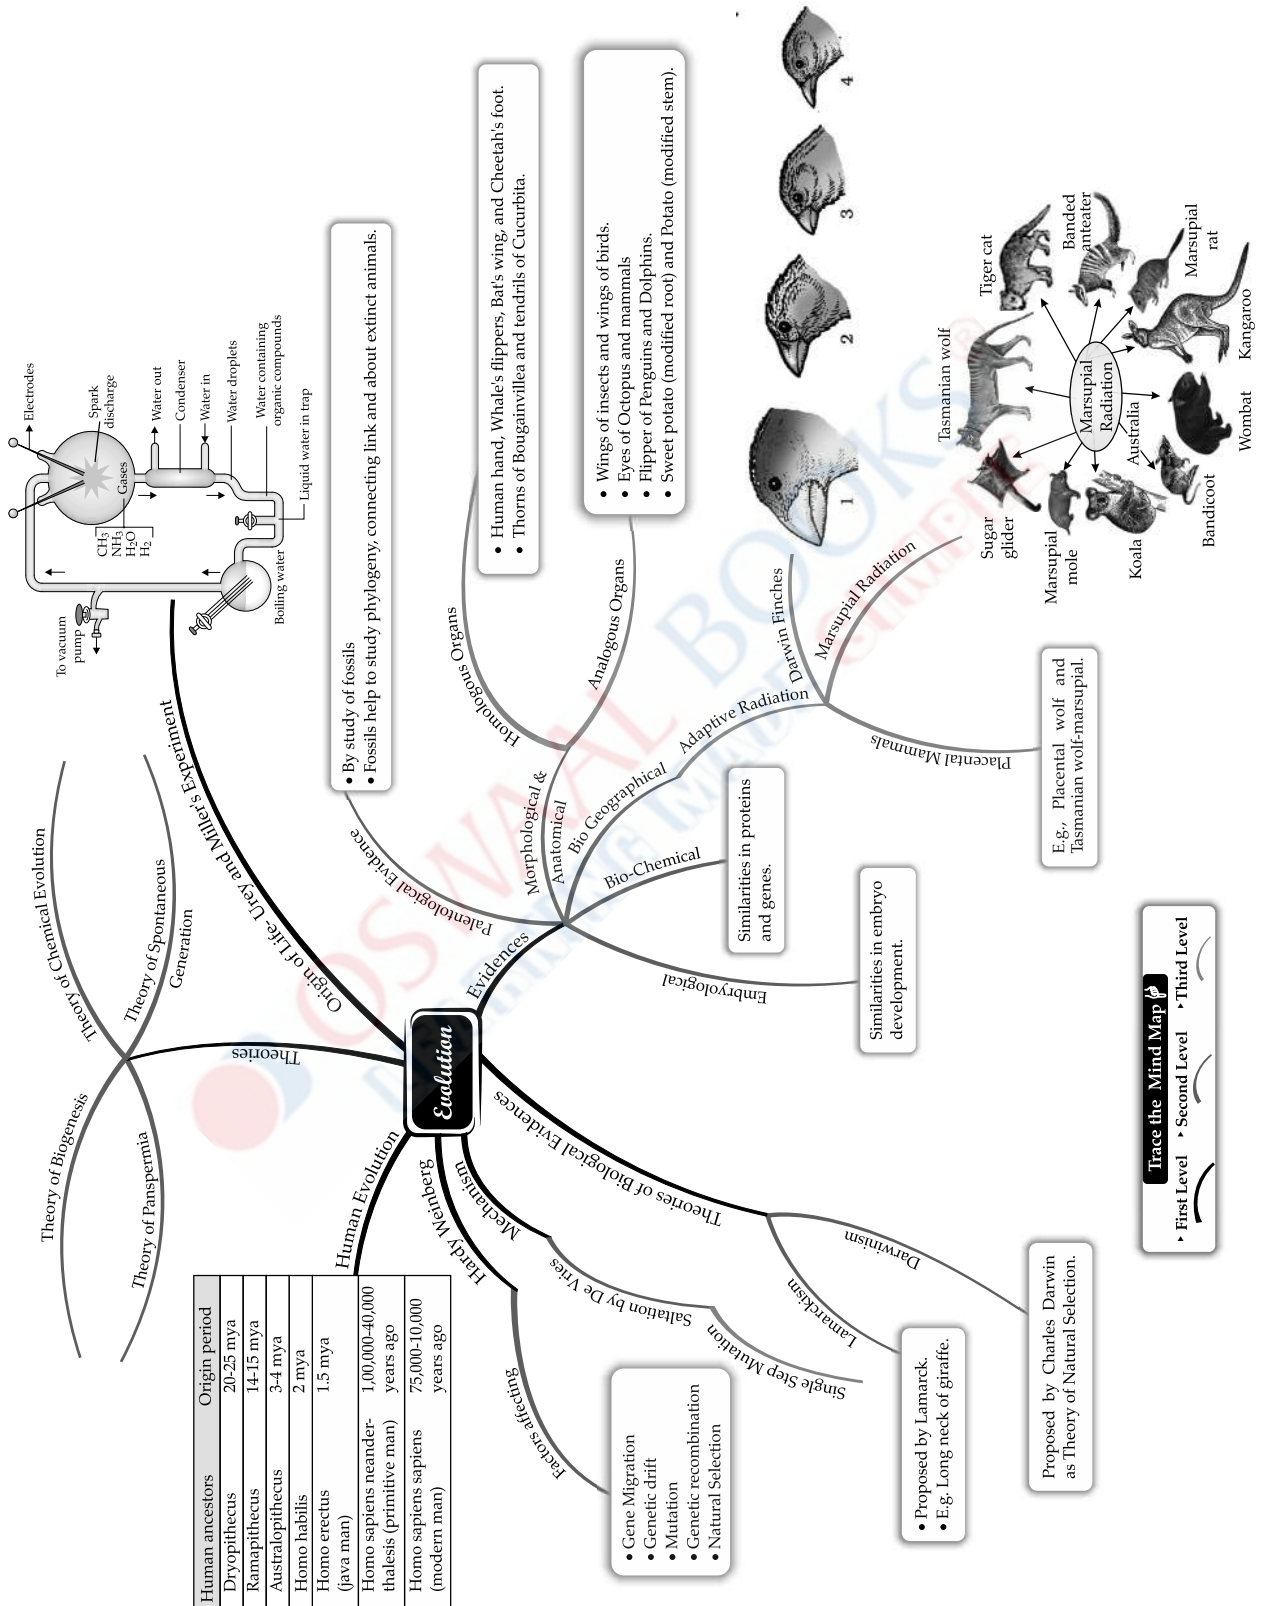 Human ancestors Origin period
Dryopithecus 20-25 mya
Ramapithecus 14-15 mya
Australopithecus 3-4 mya
Homo habilis 2 mya
Homo erectus 1.5 mya
(java man)
Homo sapiens neander- 1,00,000-40,000
thalesis (primitive man) years ago
Homo sapiens sapiens 75,000-10,000
(modern man) years ago
Human Evolution
Theory of Biogenesis
Theory of Panspermia
Theory of Chemical Evolution
Theory of Spontaneous
Generation
Theories
Origin of Life- Urey and Miller's Experiment
To vacuum
pump
Electrodes
Spark
discharge
Gases
CH3
NH3
H2O
H2
Water out
Condenser
Water in
Water droplets
Water containing
organic compounds
Liquid water in trap
Boiling water
Evolution
Evidences
Palentological Evidence
• By study of fossils
• Fossils help to study phylogeny, connecting link and about extinct animals.
Morphological &
Anatomical
Homologous Organs
• Human hand, Whale's flippers, Bat's wing, and Cheetah's foot.
• Thorns of Bougainvillea and tendrils of Cucurbita.
Analogous Organs
• Wings of insects and wings of birds.
• Eyes of Octopus and mammals
• Flipper of Penguins and Dolphins.
• Sweet potato (modified root) and Potato (modified stem).
Bio Geographical
Adaptive Radiation
Darwin Finches
1
2
3
4
Marsupial Radiation
Tasmanian wolf
Tiger cat
Banded
anteater
Marsupial
rat
Kangaroo
Wombat
Bandicoot
Koala
Marsupial
mole
Sugar
glider
Marsupial
Radiation
Australia
Placental Mammals
E.g., Placental wolf and
Tasmanian wolf-marsupial.
Bio-Chemical
Similarities in proteins
and genes.
Embryological
Similarities in embryo
development.
Hardy Weinberg
Factors affecting
• Gene Migration
• Genetic drift
• Mutation
• Genetic recombination
• Natural Selection
Mechanism
Saltation by De Vries
Single Step Mutation
Theories of Biological Evidences
Lamarckism
• Proposed by Lamarck.
• E.g. Long neck of giraffe.
Darwinism
Proposed by Charles Darwin
as Theory of Natural Selection.
Trace the Mind Map
First Level Second Level Third Level
OSWAAL BOOKS®
LEARNING MADE SIMPLE